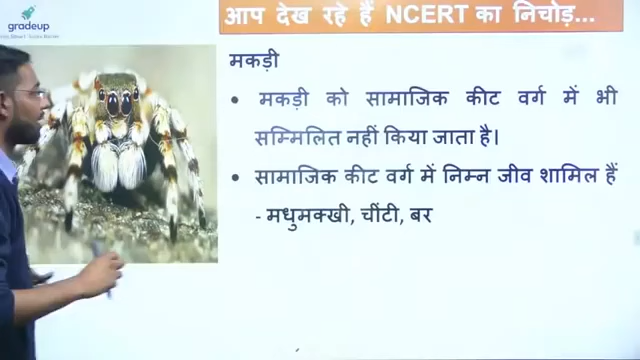 gradeup
आप देख रहे हैं NCERT का निचोड़...
मकड़ी
• मकड़ी को सामाजिक कीट वर्ग में भी
सम्मिलित नहीं किया जाता है।
• सामाजिक कीट वर्ग में निम्न जीव शामिल हैं
- मधुमक्खी, चींटी, बर